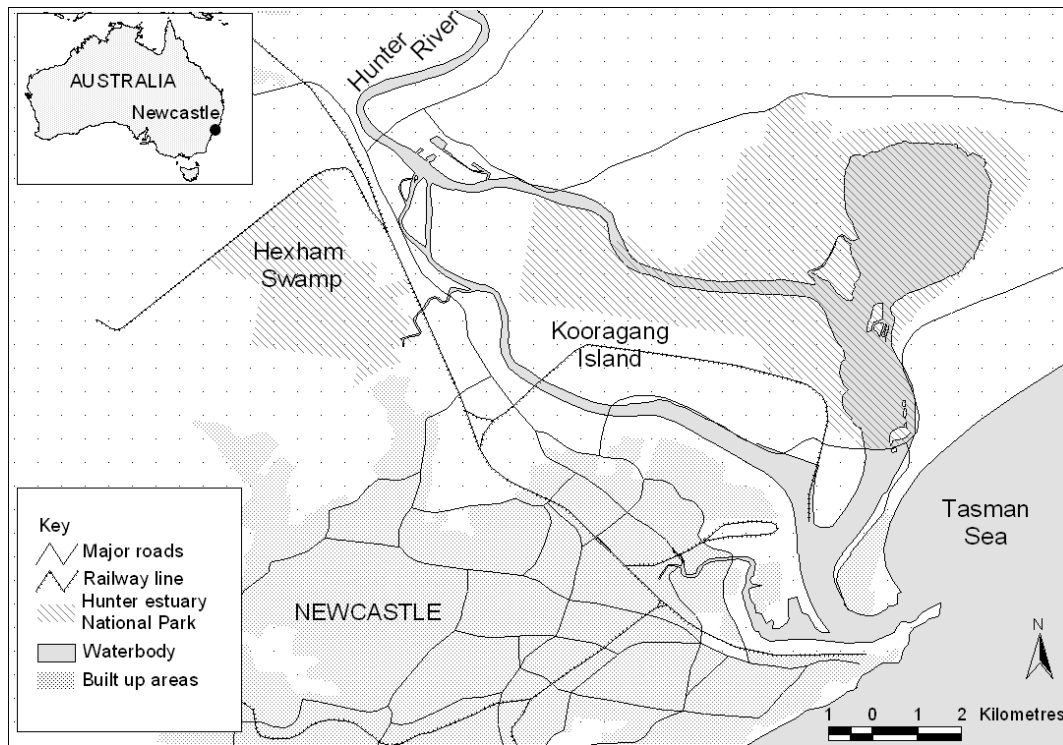 AUSTRALIA
Newcastle
Hunter River
Hexham
Swamp
Kooragang
Island
Tasman
Sea
NEWCASTLE
Key
Major roads
Railway line
Hunter estuary
National Park
Waterbody
Built up areas
N
1 0 1 2 Kilometres